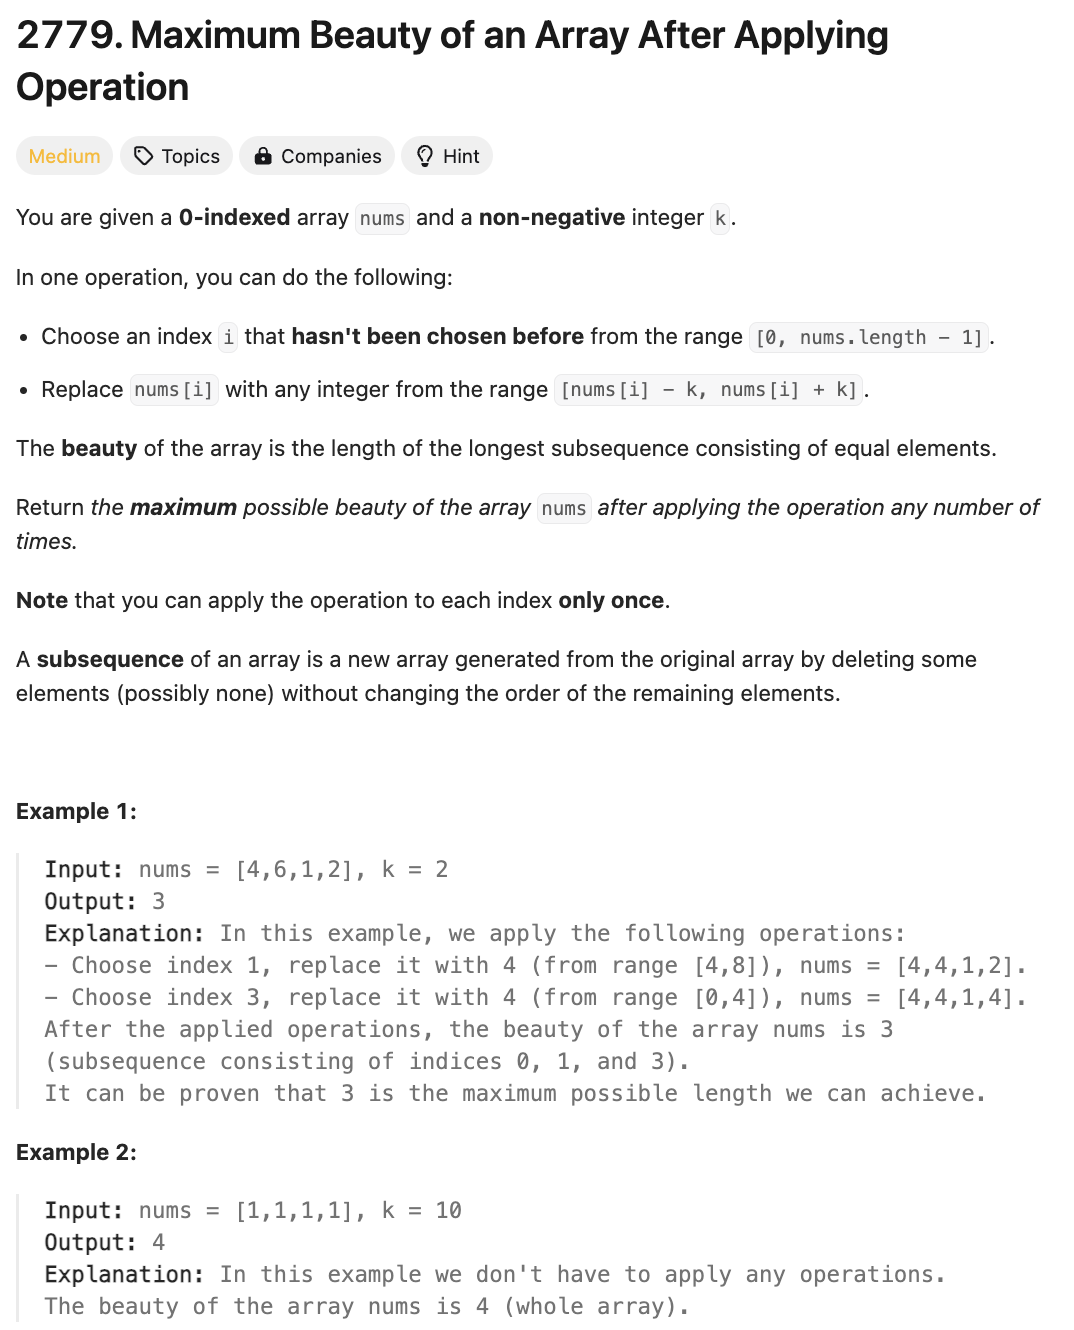 2779. Maximum Beauty of an Array After Applying
Operation
Medium Topics Companies Hint
You are given a 0-indexed array nums and a non-negative integer k.
In one operation, you can do the following:
• Choose an index i that hasn't been chosen before from the range [0, nums.length - 1].
• Replace nums[i] with any integer from the range [nums[i] - k, nums[i] + k].
The beauty of the array is the length of the longest subsequence consisting of equal elements.
Return the maximum possible beauty of the array nums after applying the operation any number of
times.
Note that you can apply the operation to each index only once.
A subsequence of an array is a new array generated from the original array by deleting some
elements (possibly none) without changing the order of the remaining elements.
Example 1:
Input: nums = [4,6,1,2], k = 2
Output: 3
Explanation: In this example, we apply the following operations:
- Choose index 1, replace it with 4 (from range [4,8]), nums = [4,4,1,2].
- Choose index 3, replace it with 4 (from range [0,4]), nums = [4,4,1,4].
After the applied operations, the beauty of the array nums is 3
(subsequence consisting of indices 0, 1, and 3).
It can be proven that 3 is the maximum possible length we can achieve.
Example 2:
Input: nums = [1,1,1,1], k = 10
Output: 4
Explanation: In this example we don't have to apply any operations.
The beauty of the array nums is 4 (whole array).